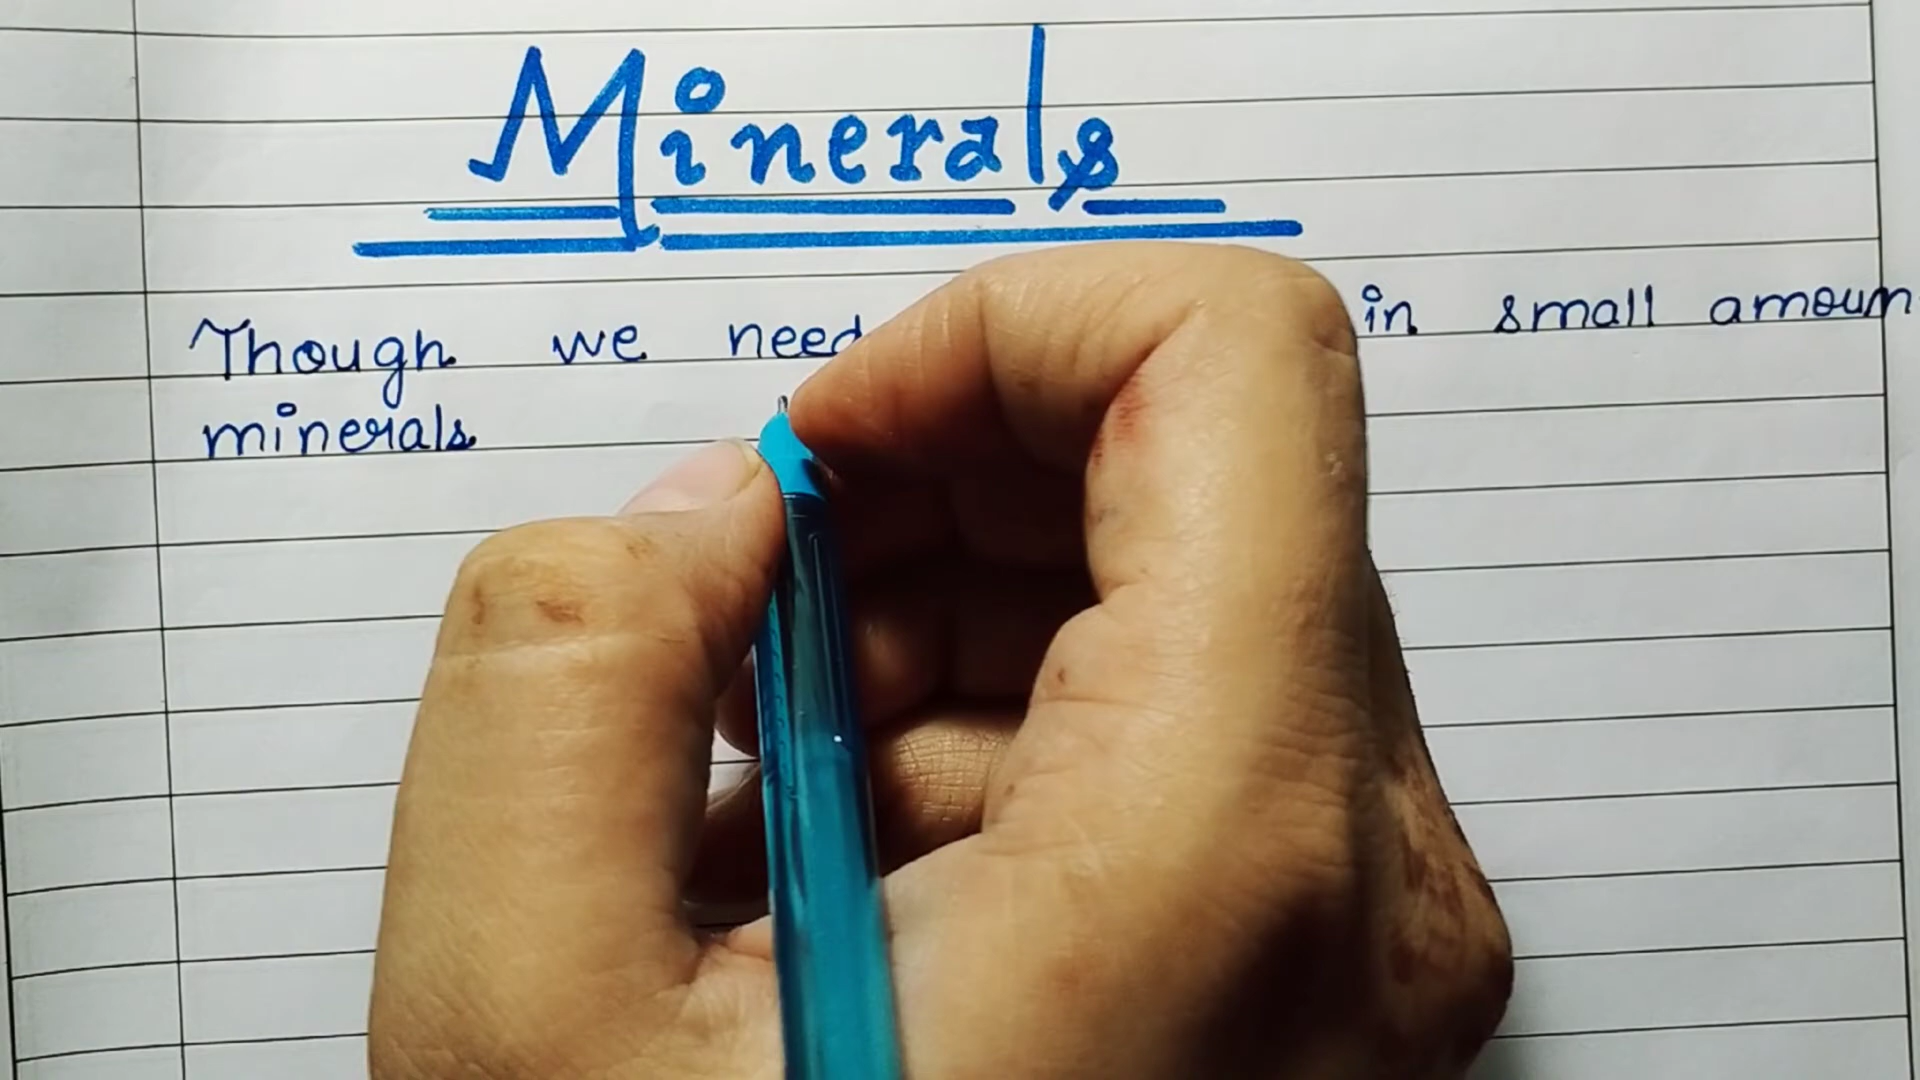 Minerals
Though we need in small amoun
minerals